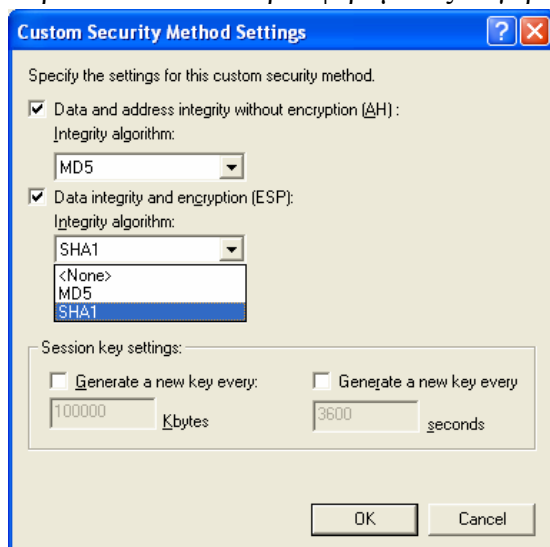 Custom Security Method Settings
Specify the settings for this custom security method.
Data and address integrity without encryption (AH) :
Integrity algorithm:
MD5
Data integrity and encryption (ESP):
Integrity algorithm:
SHA1
<None>
MD5
SHA1
Session key settings:
Generate a new key every:
100000 Kbytes
Generate a new key every
3600 seconds
OK Cancel